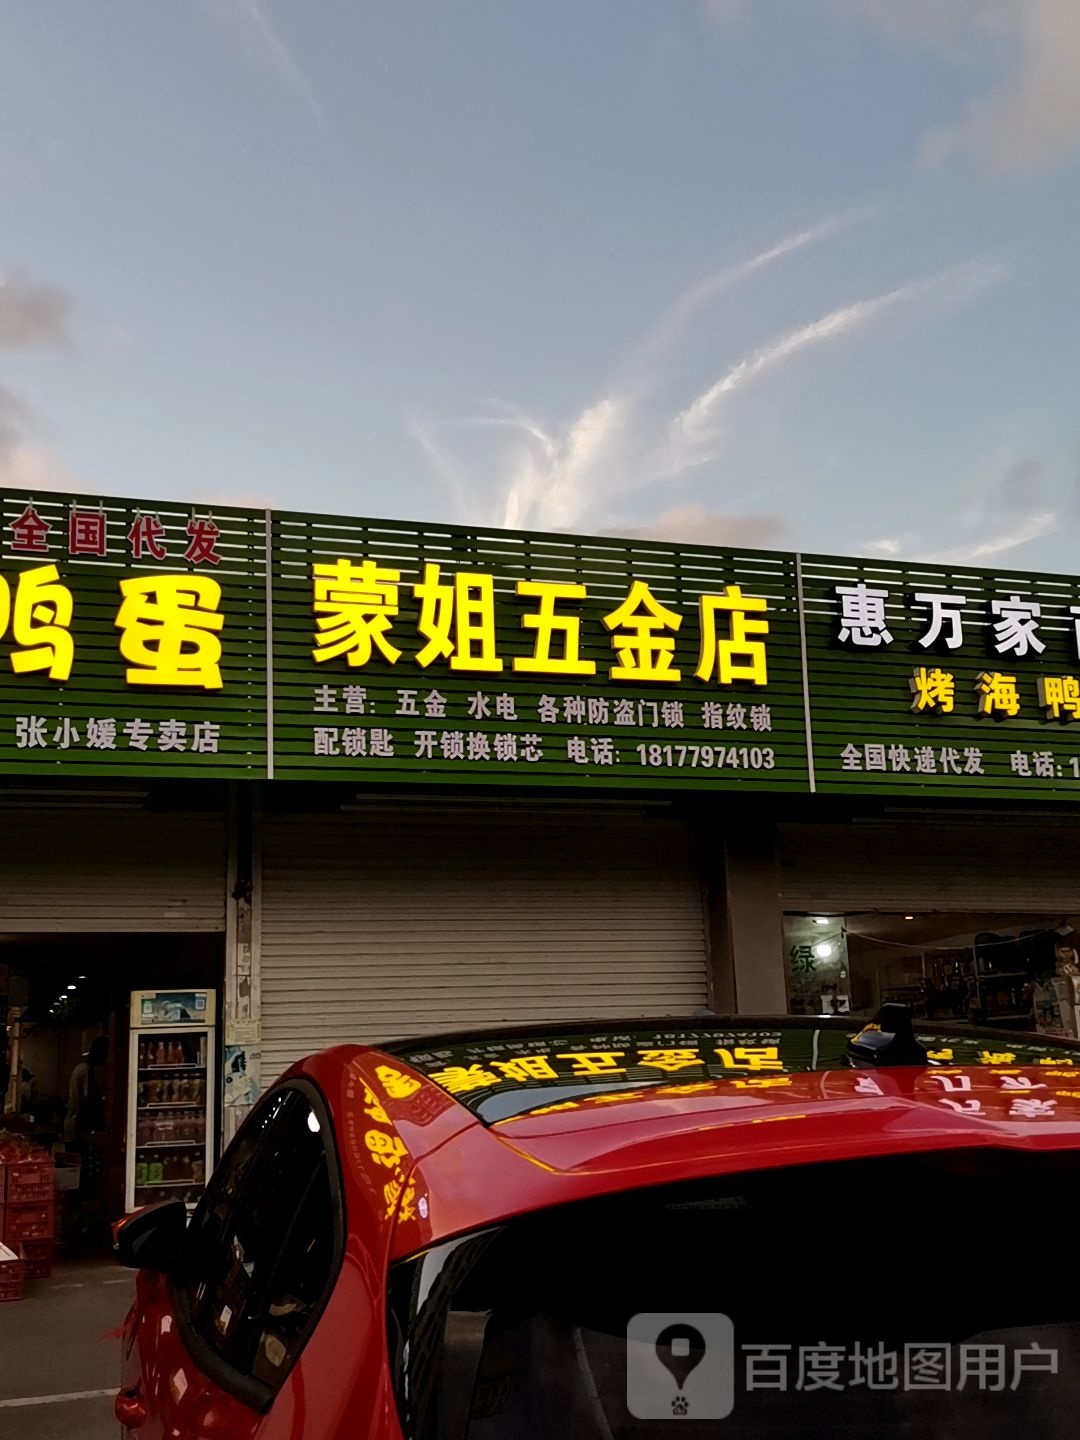 全国代发
鸭蛋
张小媛专卖店
蒙姐五金店
主营: 五金 水电 各种防盗门锁 指纹锁
配锁匙 开锁换锁芯 电话: 18177974103
惠万家
烤海鸭
全国快递代发 电话:1
绿
百度地图用户